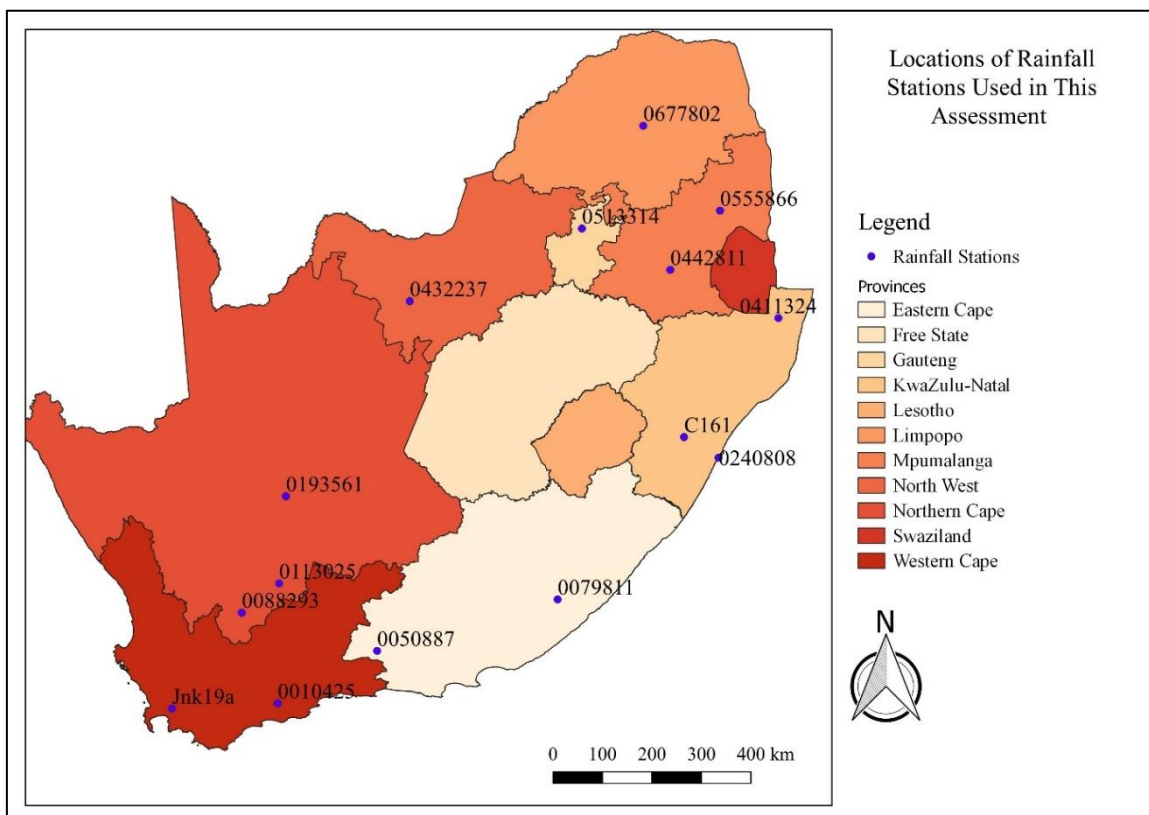 Locations of Rainfall
Stations Used in This
Assessment
0677802
0555866
0513314
0442811
0432237
0411324
C161
0240808
0193561
0113025
0088293
0079811
0050887
Jnk19a
0010425
Legend
Rainfall Stations
Provinces
Eastern Cape
Free State
Gauteng
KwaZulu-Natal
Lesotho
Limpopo
Mpumalanga
North West
Northern Cape
Swaziland
Western Cape
N
0 100 200 300 400 km